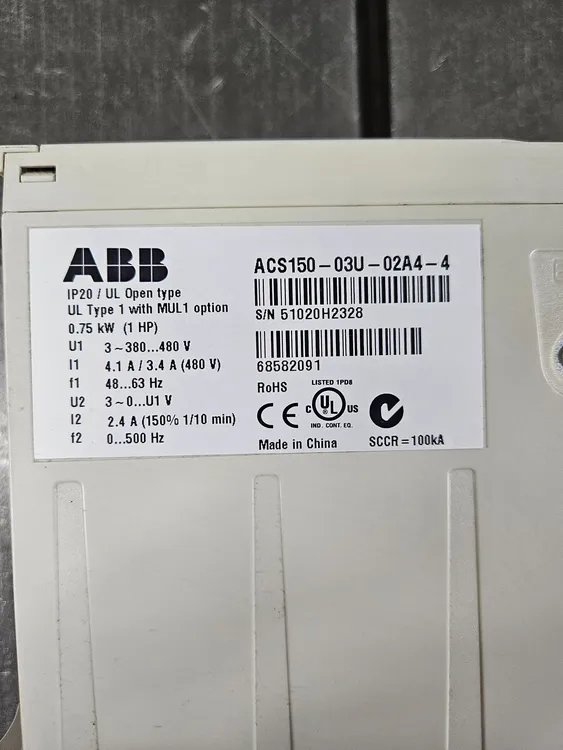 ABB
IP20 / UL Open type
UL Type 1 with MUL1 option
0.75 kW (1 HP)
U1 3~380...480 V
I1 4.1 A / 3.4 A (480 V)
f1 48...63 Hz
U2 3~0...U1 V
I2 2.4 A (150% 1/10 min)
f2 0...500 Hz
ACS150-03U-02A4-4
S/N 51020H2328
68582091
RoHS
LISTED 1PD8
CE
C UL US
IND. CONT. EQ.
Made in China SCCR=100kA